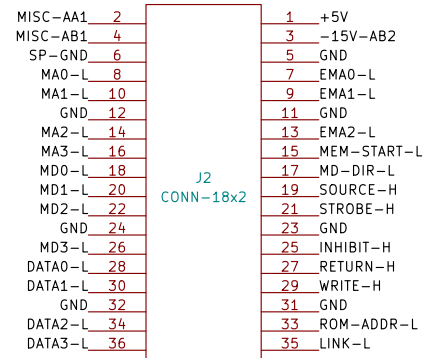 MISC-AA1 2 1 +5V
MISC-AB1 4 3 -15V-AB2
SP-GND 6 5 GND
MA0-L 8 7 EMA0-L
MA1-L 10 9 EMA1-L
GND 12 11 GND
MA2-L 14 13 EMA2-L
MA3-L 16 15 MEM-START-L
MD0-L 18 J2 17 MD-DIR-L
MD1-L 20 CONN-18x2 19 SOURCE-H
MD2-L 22 21 STROBE-H
GND 24 23 GND
MD3-L 26 25 INHIBIT-H
DATA0-L 28 27 RETURN-H
DATA1-L 30 29 WRITE-H
GND 32 31 GND
DATA2-L 34 33 ROM-ADDR-L
DATA3-L 36 35 LINK-L